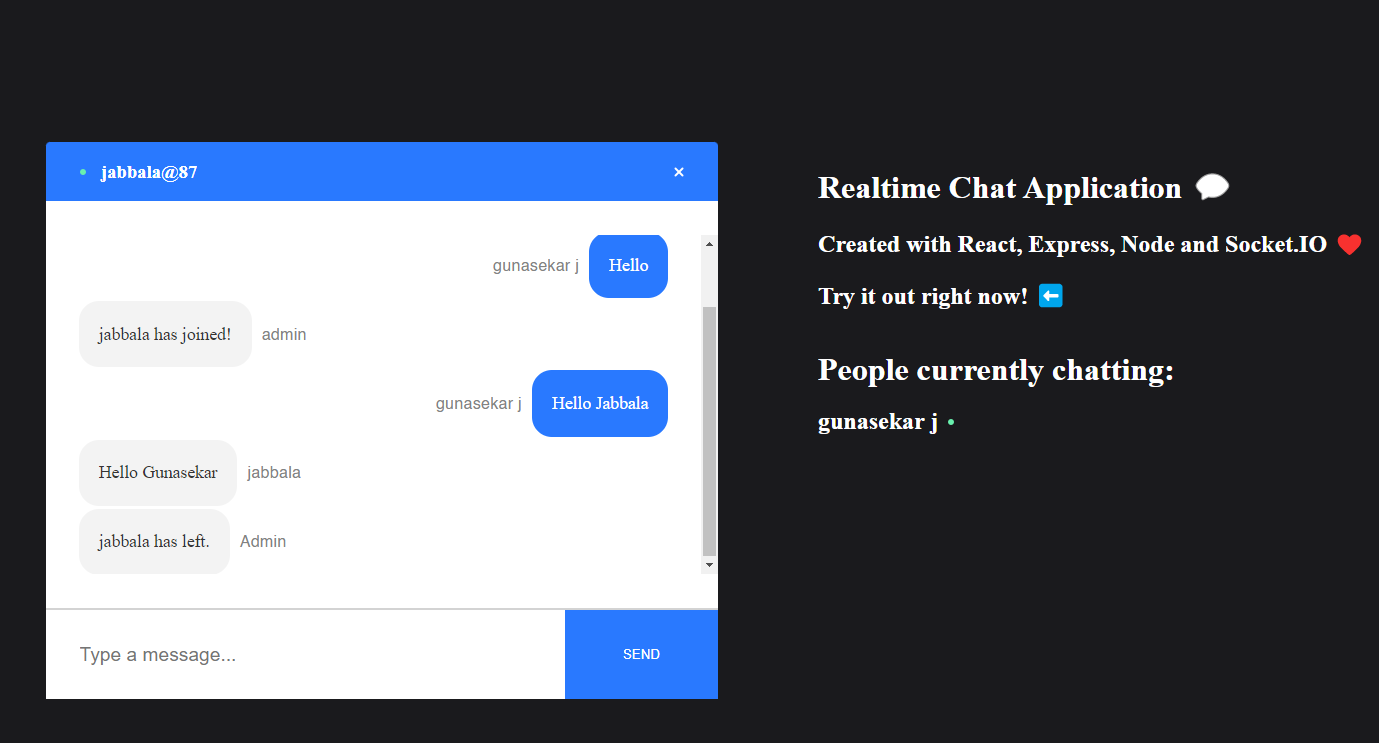 jabbala@87
×
gunasekar j Hello
jabbala has joined! admin
gunasekar j Hello Jabbala
Hello Gunasekar jabbala
jabbala has left. Admin
Type a message...
SEND
Realtime Chat Application 💬
Created with React, Express, Node and Socket.IO ❤️
Try it out right now! ⬅️
People currently chatting:
gunasekar j